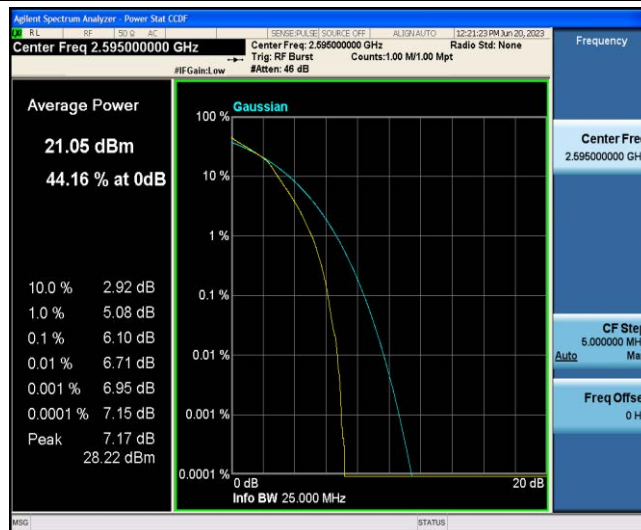 Agilent Spectrum Analyzer - Power Stat CCDF
RL RF 50 Ω AC SENSE:PULSE SOURCE OFF ALIGNAUTO 12:21:23 PM Jun 20, 2023
Center Freq 2.595000000 GHz
Center Freq: 2.595000000 GHz Radio Std: None
Trig: RF Burst Counts:1.00 M/1.00 Mpt
#IFGain:Low #Atten: 46 dB
Frequency
Average Power
21.05 dBm
44.16 % at 0dB
10.0 % 2.92 dB
1.0 % 5.08 dB
0.1 % 6.10 dB
0.01 % 6.71 dB
0.001 % 6.95 dB
0.0001 % 7.15 dB
Peak 7.17 dB
28.22 dBm
Gaussian
100 %
10 %
1 %
0.1 %
0.01 %
0.001 %
0.0001 %
0 dB 20 dB
Info BW 25.000 MHz
Center Fre
2.595000000 GH
CF Ste
5.000000 MH
Auto Ma
Freq Offse
0 H
MSG STATUS